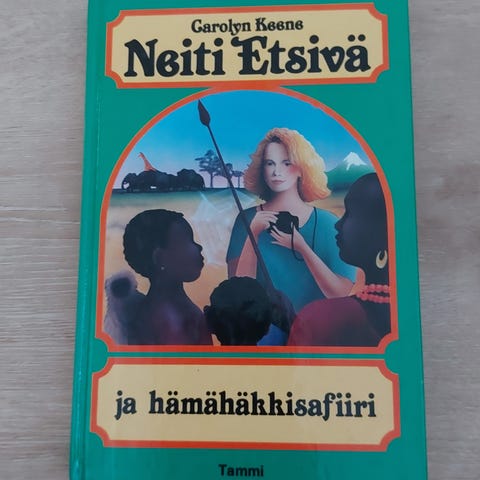 Carolyn Keene
Neiti Etsivä
ja hämähäkkisafiiri
Tammi